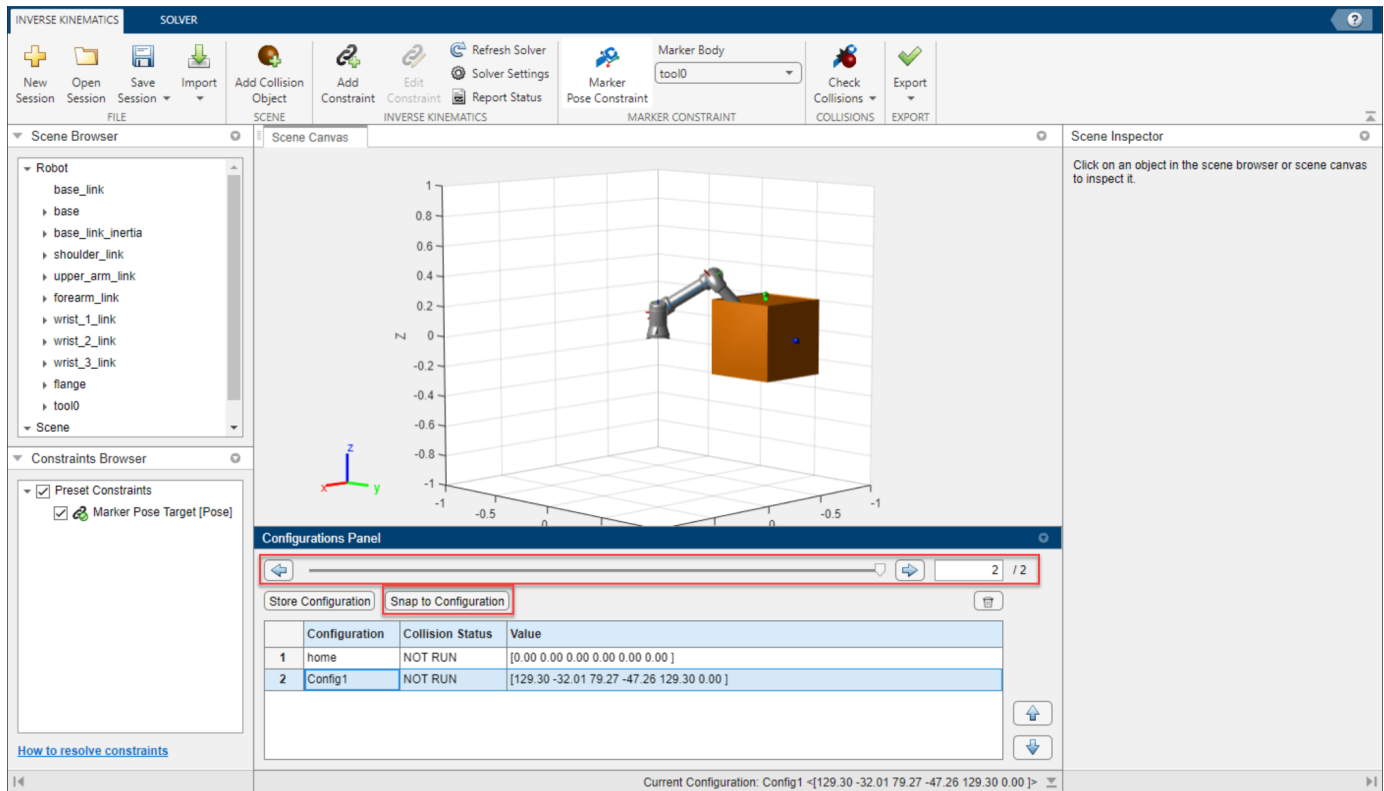 INVERSE KINEMATICS SOLVER
?
New Session
Open Session
Save Session
Import
FILE
Add Collision Object
SCENE
Add Constraint
Edit Constraint
Refresh Solver
Solver Settings
Report Status
INVERSE KINEMATICS
Marker Pose Constraint
Marker Body
tool0
MARKER CONSTRAINT
Check Collisions
COLLISIONS
Export
EXPORT
Scene Browser
Robot
base_link
base
base_link_inertia
shoulder_link
upper_arm_link
forearm_link
wrist_1_link
wrist_2_link
wrist_3_link
flange
tool0
Scene
Constraints Browser
Preset Constraints
Marker Pose Target [Pose]
How to resolve constraints
Scene Canvas
1
0.8
0.6
0.4
0.2
Z 0
-0.2
-0.4
-0.6
-0.8
-1
-1
-0.5
0
0
-0.5
-1
z
x
y
Configurations Panel
2 / 2
Store Configuration Snap to Configuration
Configuration Collision Status Value
1 home NOT RUN [0.00 0.00 0.00 0.00 0.00 0.00 ]
2 Config1 NOT RUN [129.30 -32.01 79.27 -47.26 129.30 0.00 ]
Scene Inspector
Click on an object in the scene browser or scene canvas
to inspect it.
Current Configuration: Config1 <[129.30 -32.01 79.27 -47.26 129.30 0.00 ]>